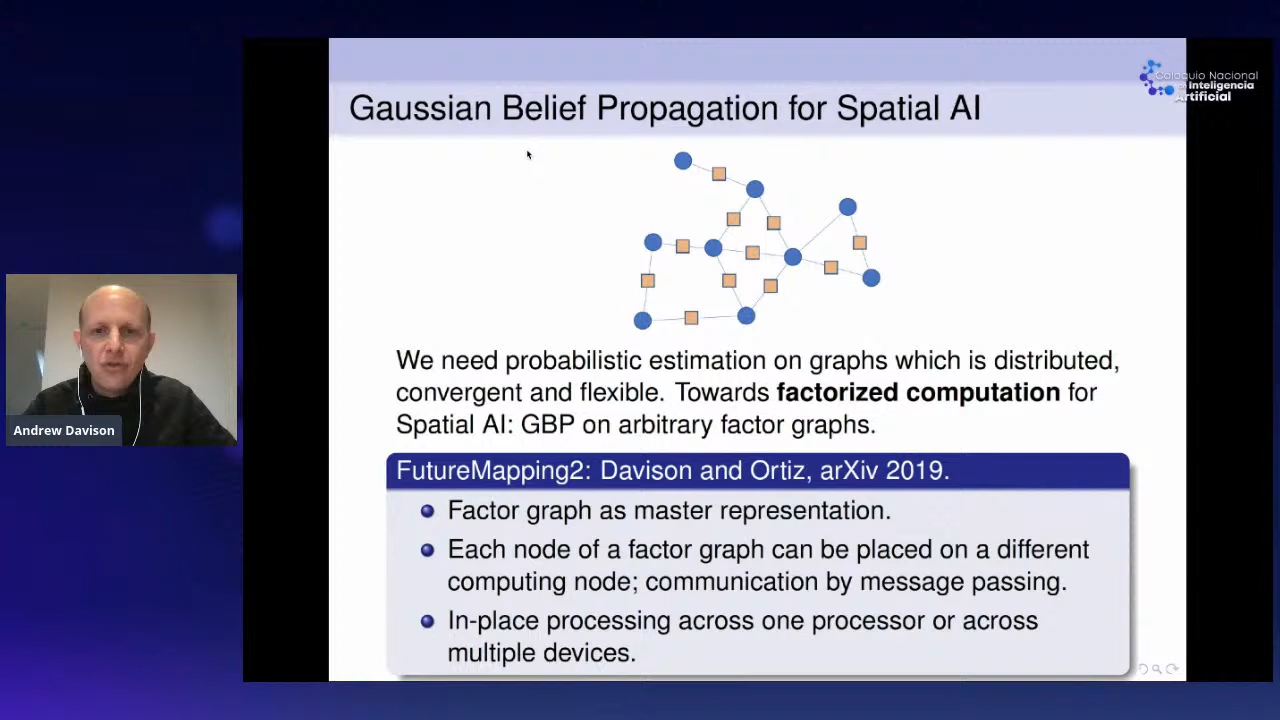 Coloquio Nacional
de Inteligencia
Artificial
Gaussian Belief Propagation for Spatial AI
We need probabilistic estimation on graphs which is distributed,
convergent and flexible. Towards factorized computation for
Spatial AI: GBP on arbitrary factor graphs.
Andrew Davison
FutureMapping2: Davison and Ortiz, arXiv 2019.
Factor graph as master representation.
Each node of a factor graph can be placed on a different
computing node; communication by message passing.
In-place processing across one processor or across
multiple devices.